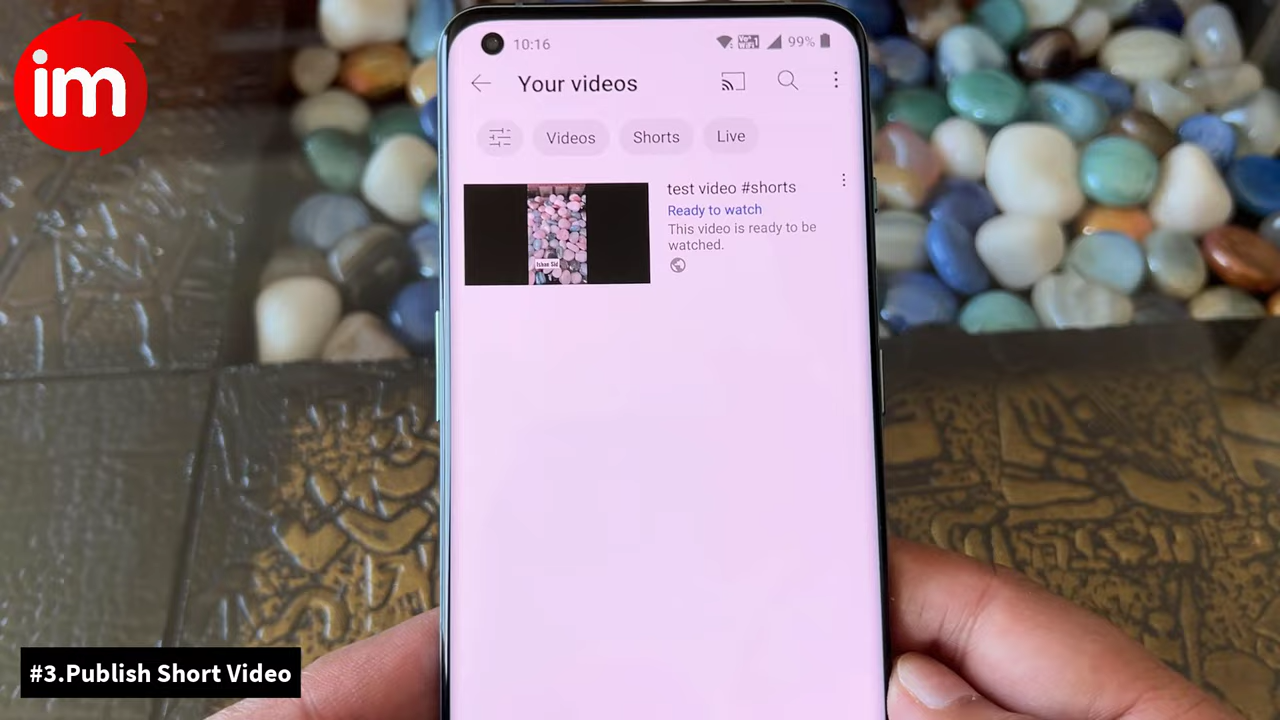 im
10:16
99%
Your videos
Videos
Shorts
Live
test video #shorts
Ready to watch
This video is ready to be
watched.
#3.Publish Short Video